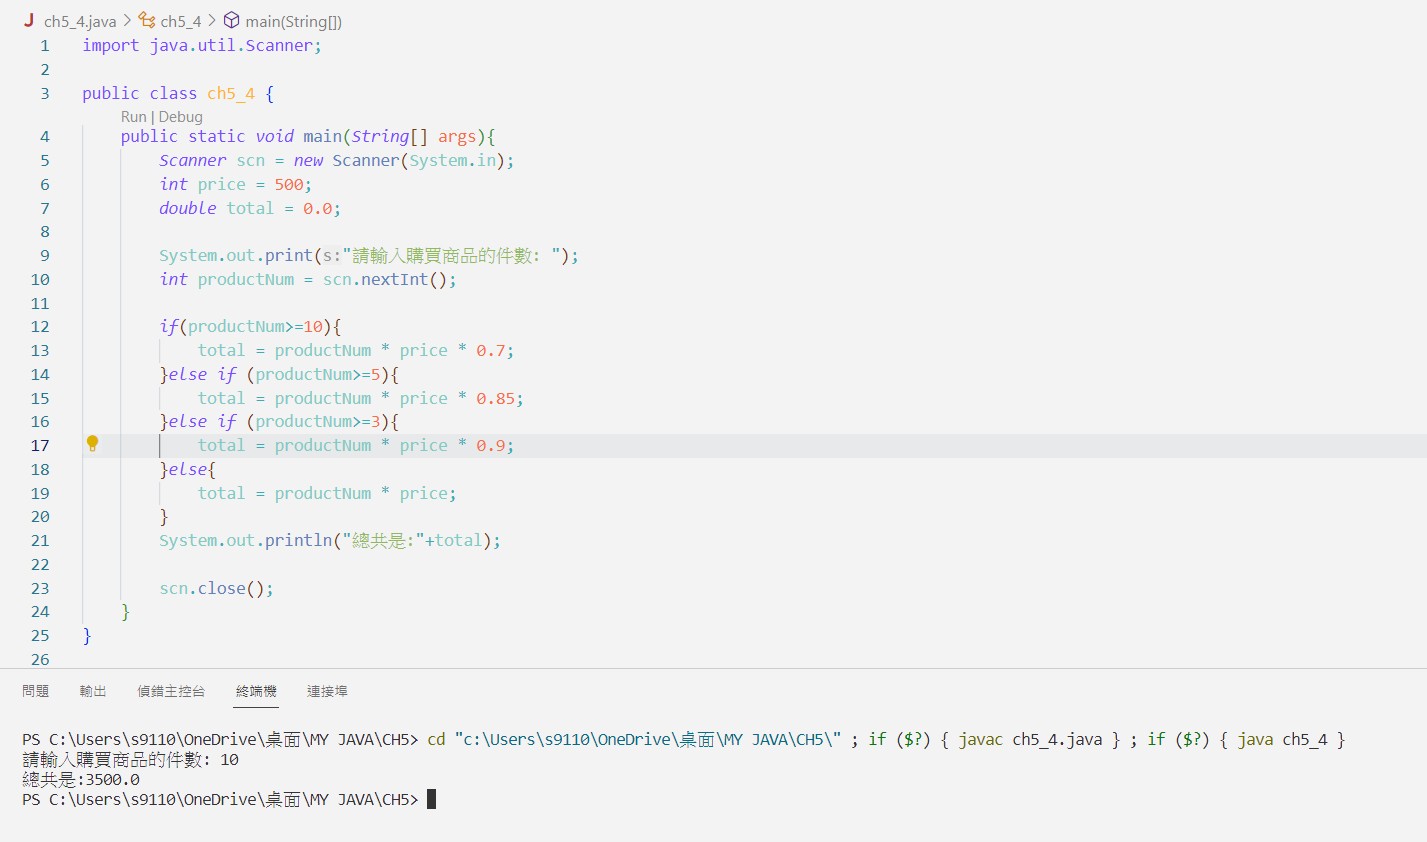 J ch5_4.java > ch5_4 > main(String[])
1 import java.util.Scanner;
2
3 public class ch5_4 {
Run | Debug
4 public static void main(String[] args){
5 Scanner scn = new Scanner(System.in);
6 int price = 500;
7 double total = 0.0;
8
9 System.out.print(s:"請輸入購買商品的件數: ");
10 int productNum = scn.nextInt();
11
12 if(productNum>=10){
13 total = productNum * price * 0.7;
14 }else if (productNum>=5){
15 total = productNum * price * 0.85;
16 }else if (productNum>=3){
17 total = productNum * price * 0.9;
18 }else{
19 total = productNum * price;
20 }
21 System.out.println("總共是:"+total);
22
23 scn.close();
24 }
25 }
26
問題 輸出 偵錯主控台 終端機 連接埠
PS C:\Users\s9110\OneDrive\桌面\MY JAVA\CH5> cd "c:\Users\s9110\OneDrive\桌面\MY JAVA\CH5\" ; if ($?) { javac ch5_4.java } ; if ($?) { java ch5_4 }
請輸入購買商品的件數: 10
總共是:3500.0
PS C:\Users\s9110\OneDrive\桌面\MY JAVA\CH5>